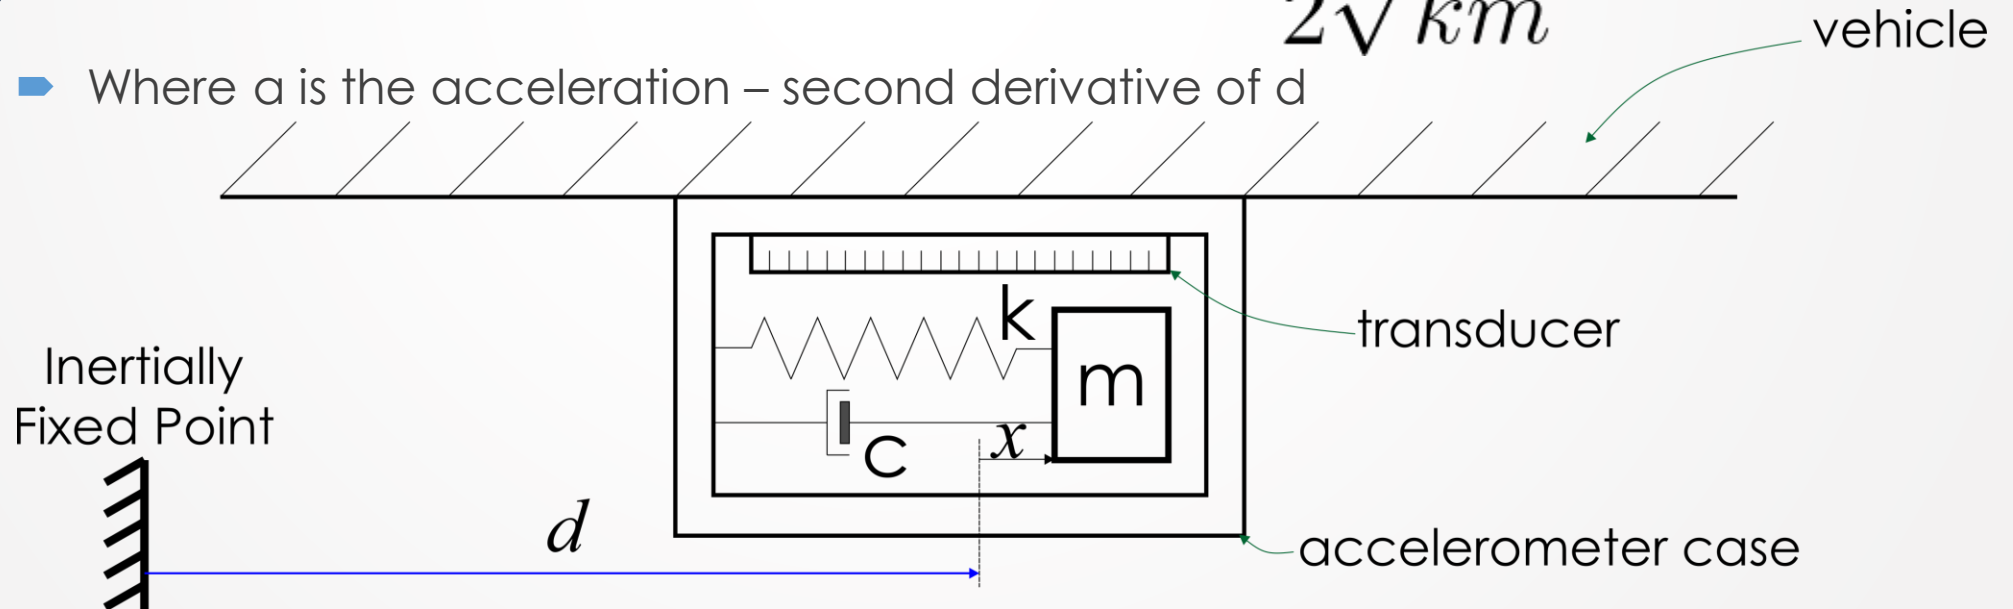 2√km
Where a is the acceleration – second derivative of d
vehicle
k
m
transducer
Inertially
Fixed Point
c
x
d
accelerometer case